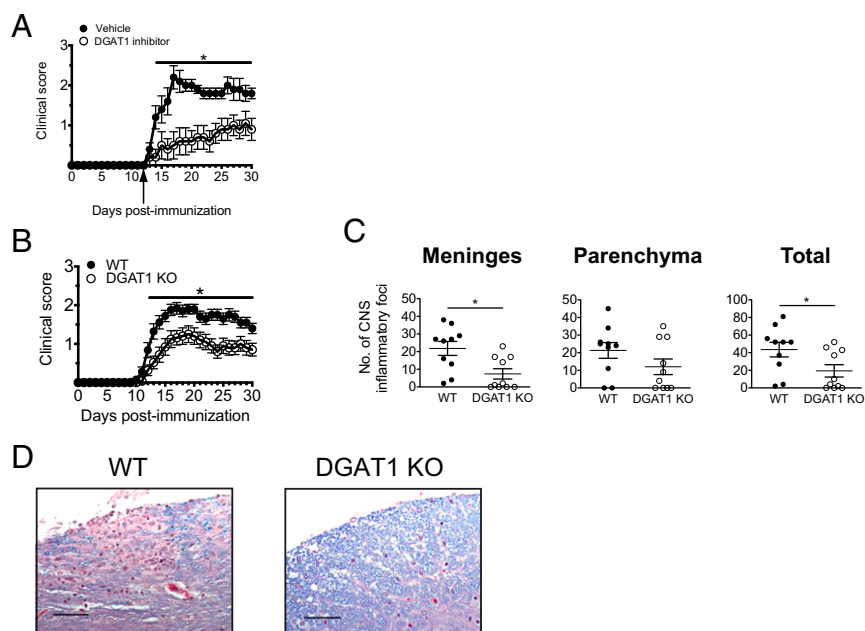 A
Vehicle
DGAT1 inhibitor
*
Clinical score
3
2
1
0 5 10 15 20 25 30
Days post-immunization
B
WT
DGAT1 KO
*
Clinical score
3
2
1
0 5 10 15 20 25 30
Days post-immunization
C
Meninges Parenchyma Total
No. of CNS
inflammatory foci
50
40
30
20
10
0
*
WT DGAT1 KO
50
40
30
20
10
0
WT DGAT1 KO
100
80
60
40
20
0
*
WT DGAT1 KO
D
WT DGAT1 KO